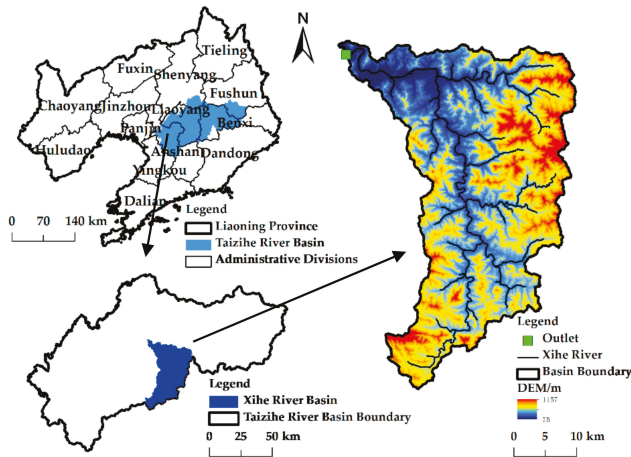 N
Tieling
Fuxin
Shenyang
Fushun
Chaoyang
Jinzhou
Liaoyang
Panjin
Benxi
Huludao
Anshan
Dandong
Yingkou
Dalian
0 70 140 km
Legend
Liaoning Province
Taizihe River Basin
Administrative Divisions
Legend
Xihe River Basin
Taizihe River Basin Boundary
0 25 50 km
Legend
Outlet
Xihe River
Basin Boundary
DEM/m
1157
75
0 5 10 km